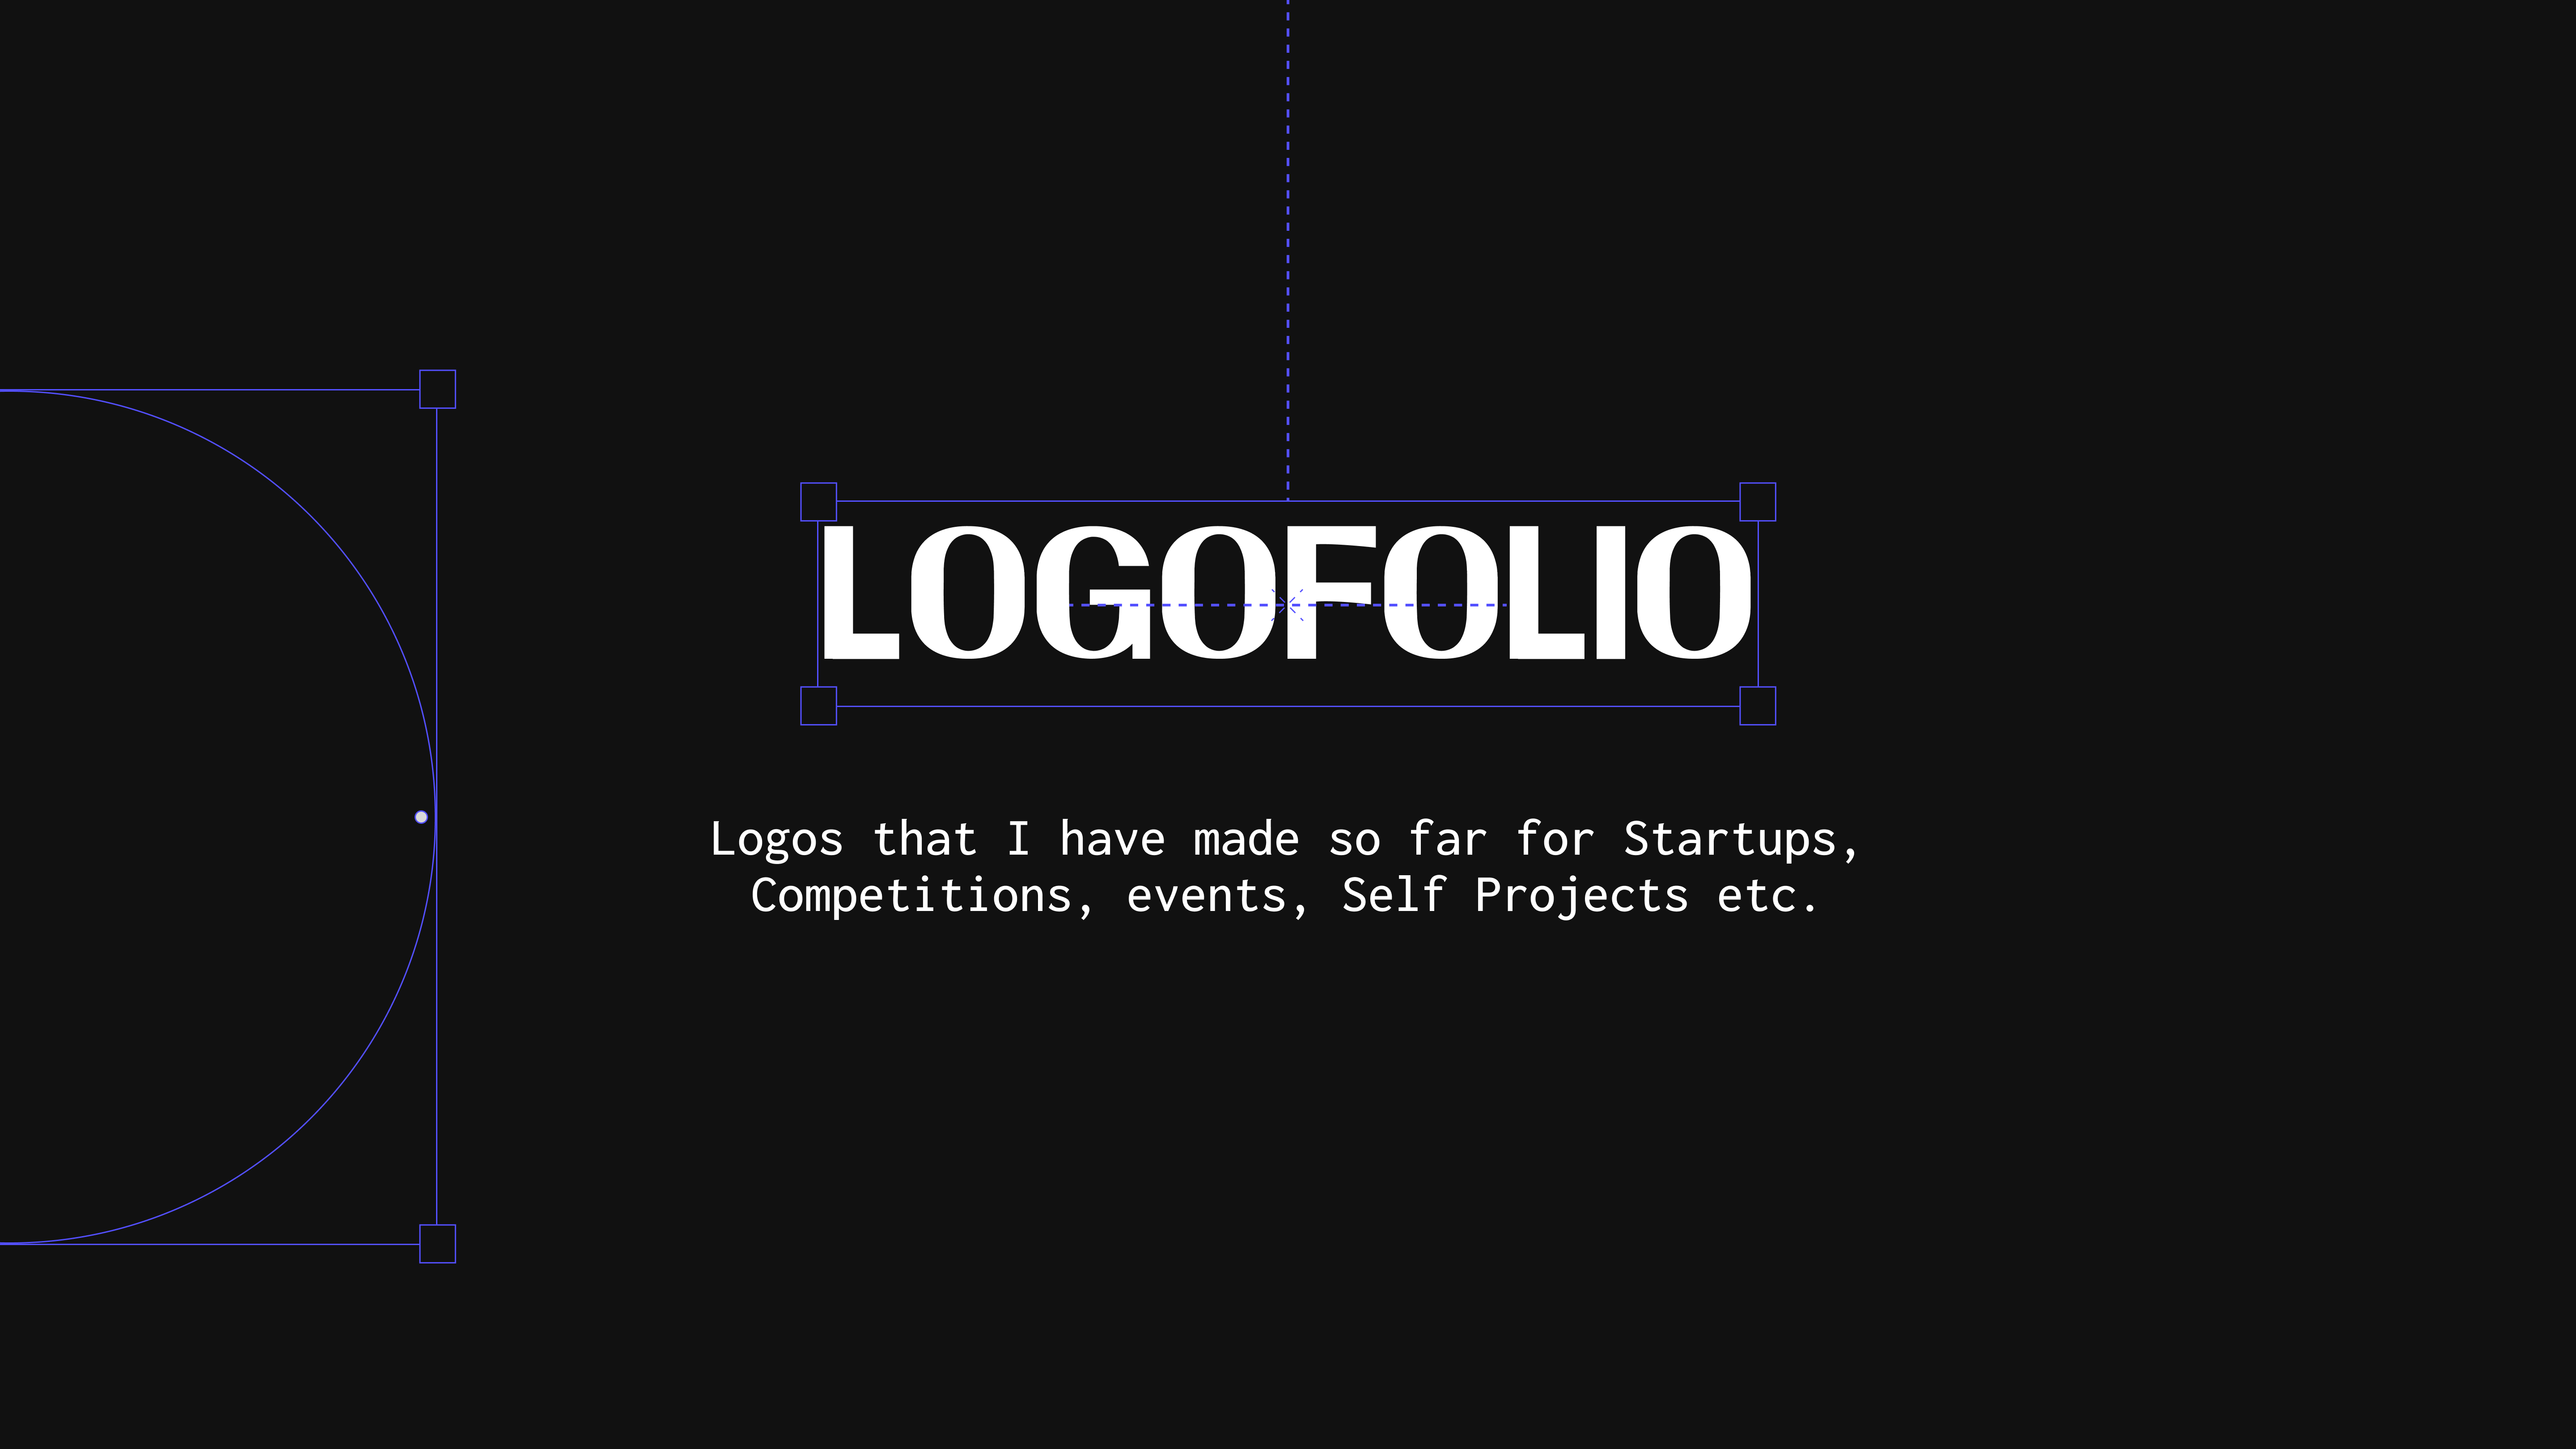 LOGOFOLIO
Logos that I have made so far for Startups,
Competitions, events, Self Projects etc.